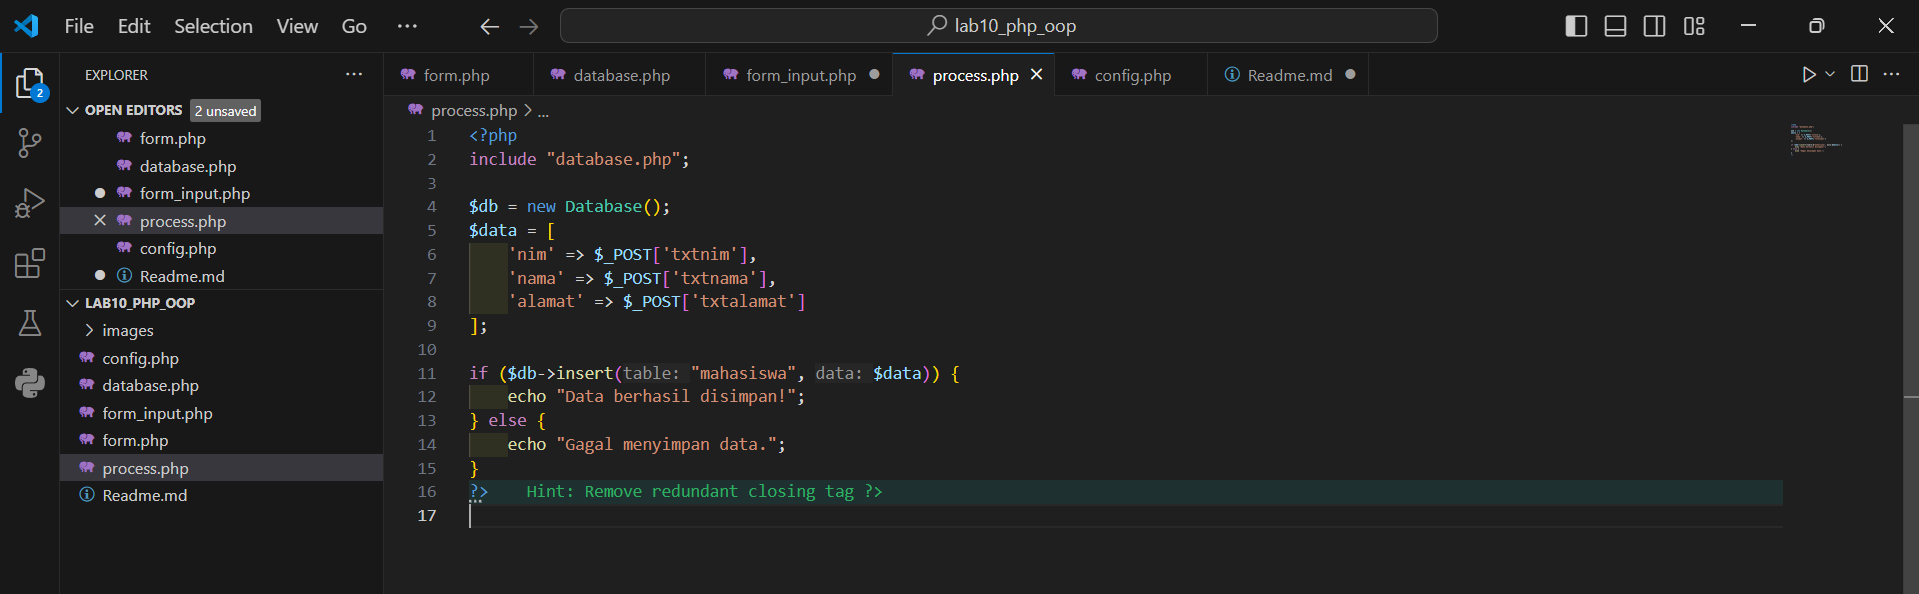 File Edit Selection View Go ··· lab10_php_oop
EXPLORER ···
OPEN EDITORS 2 unsaved
form.php
database.php
form_input.php
process.php
config.php
Readme.md
LAB10_PHP_OOP
images
config.php
database.php
form_input.php
form.php
process.php
Readme.md
2
form.php database.php form_input.php process.php config.php Readme.md ···
process.php > ...
1 <?php
2 include "database.php";
3
4 $db = new Database();
5 $data = [
6 'nim' => $_POST['txtnim'],
7 'nama' => $_POST['txtnama'],
8 'alamat' => $_POST['txtalamat']
9 ];
10
11 if ($db->insert(table: "mahasiswa", data: $data)) {
12 echo "Data berhasil disimpan!";
13 } else {
14 echo "Gagal menyimpan data.";
15 }
16 ?> Hint: Remove redundant closing tag ?>
17